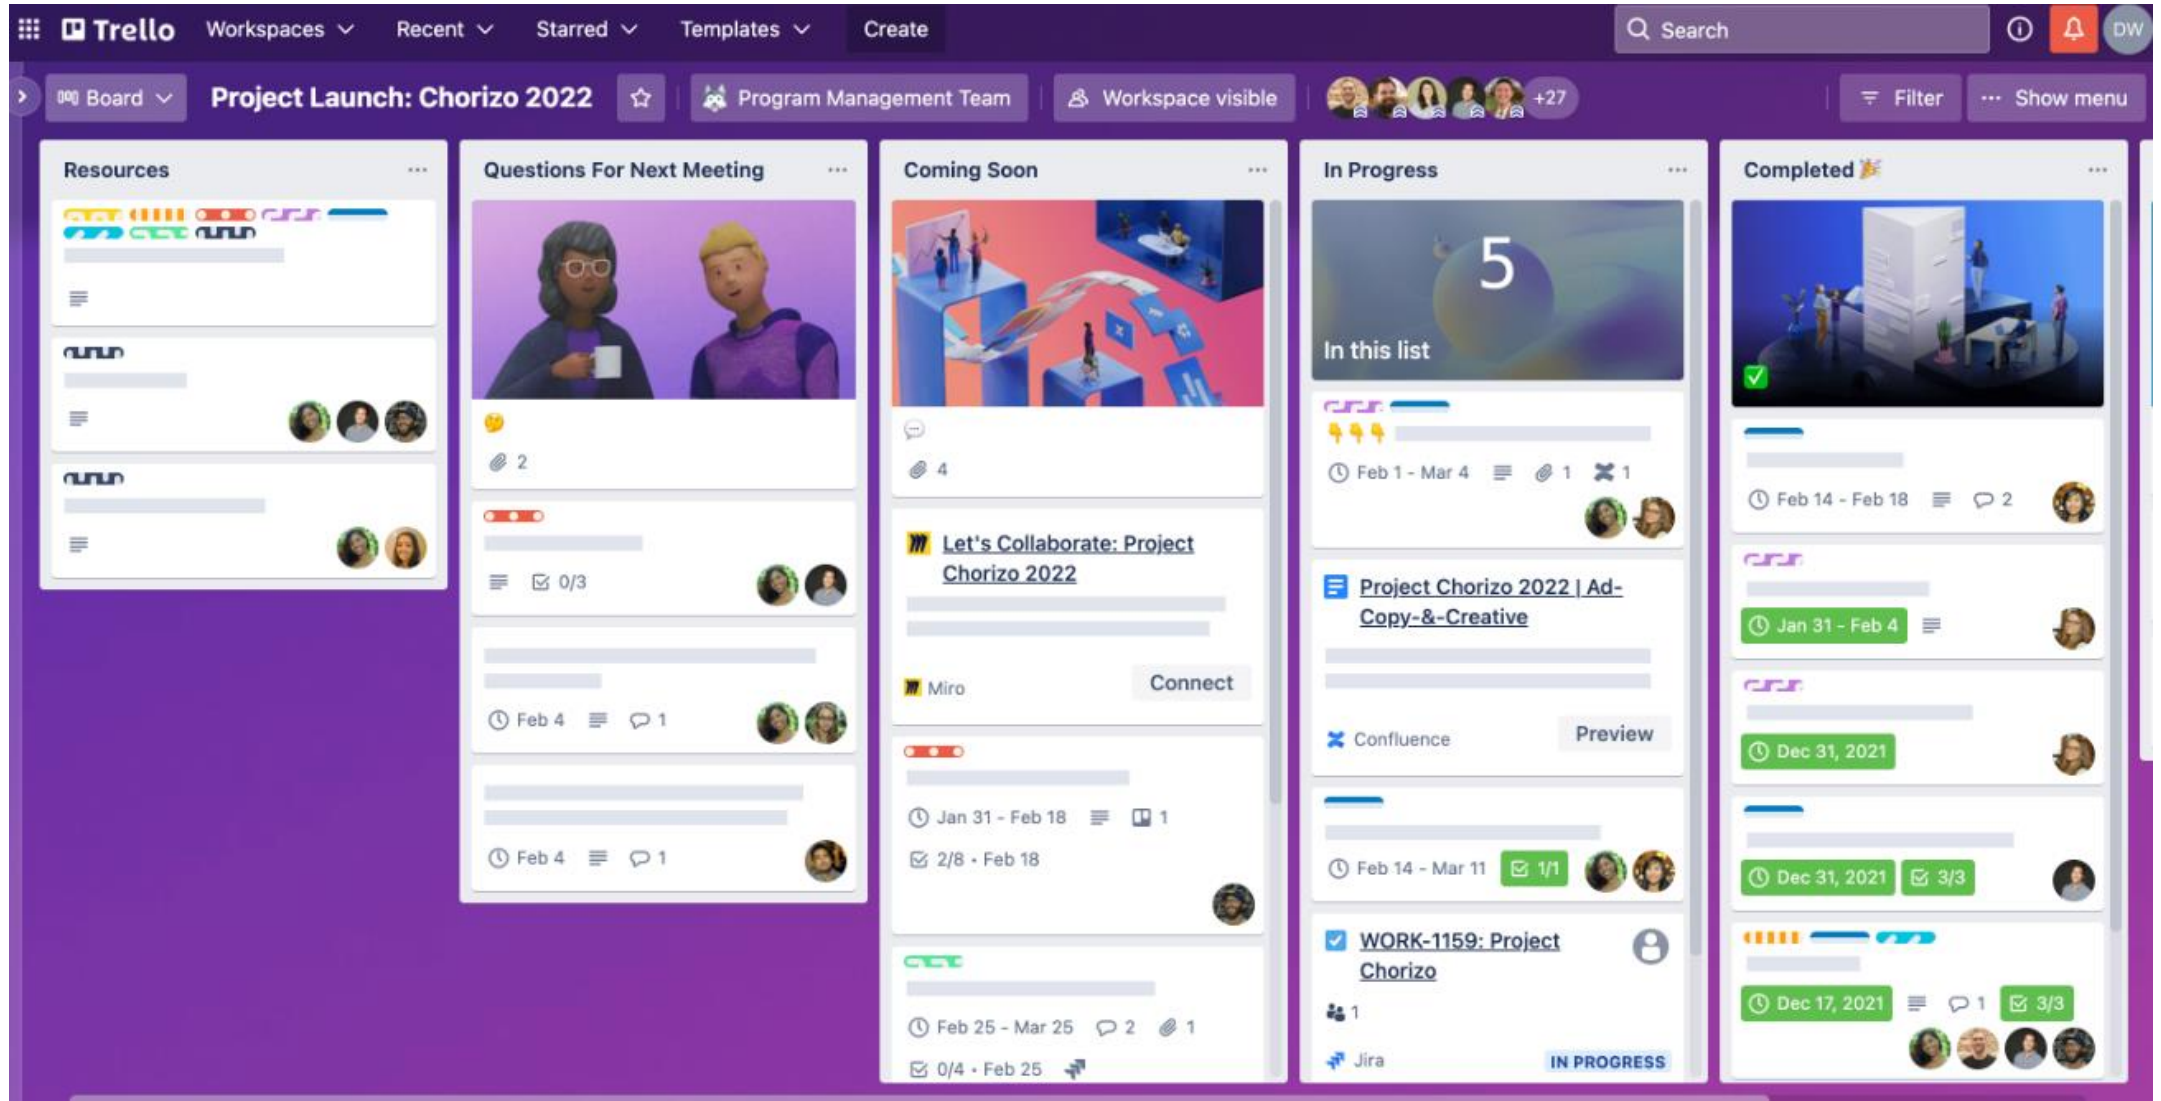 Trello
Workspaces
Recent
Starred
Templates
Create
Search
DW
Board
Project Launch: Chorizo 2022
Program Management Team
Workspace visible
+27
Filter
Show menu
Resources
Questions For Next Meeting
2
0/3
Feb 4 1
Feb 4 1
Coming Soon
4
Let's Collaborate: Project
Chorizo 2022
Miro
Connect
Jan 31 - Feb 18 1
2/8 • Feb 18
Feb 25 - Mar 25 2 1
0/4 • Feb 25
In Progress
5
In this list
Feb 1 - Mar 4 1 1
Project Chorizo 2022 | Ad-
Copy-&-Creative
Confluence
Preview
Feb 14 - Mar 11 1/1
WORK-1159: Project
Chorizo
1
Jira
IN PROGRESS
Completed
Feb 14 - Feb 18 2
Jan 31 - Feb 4
Dec 31, 2021
Dec 31, 2021 3/3
Dec 17, 2021 1 3/3